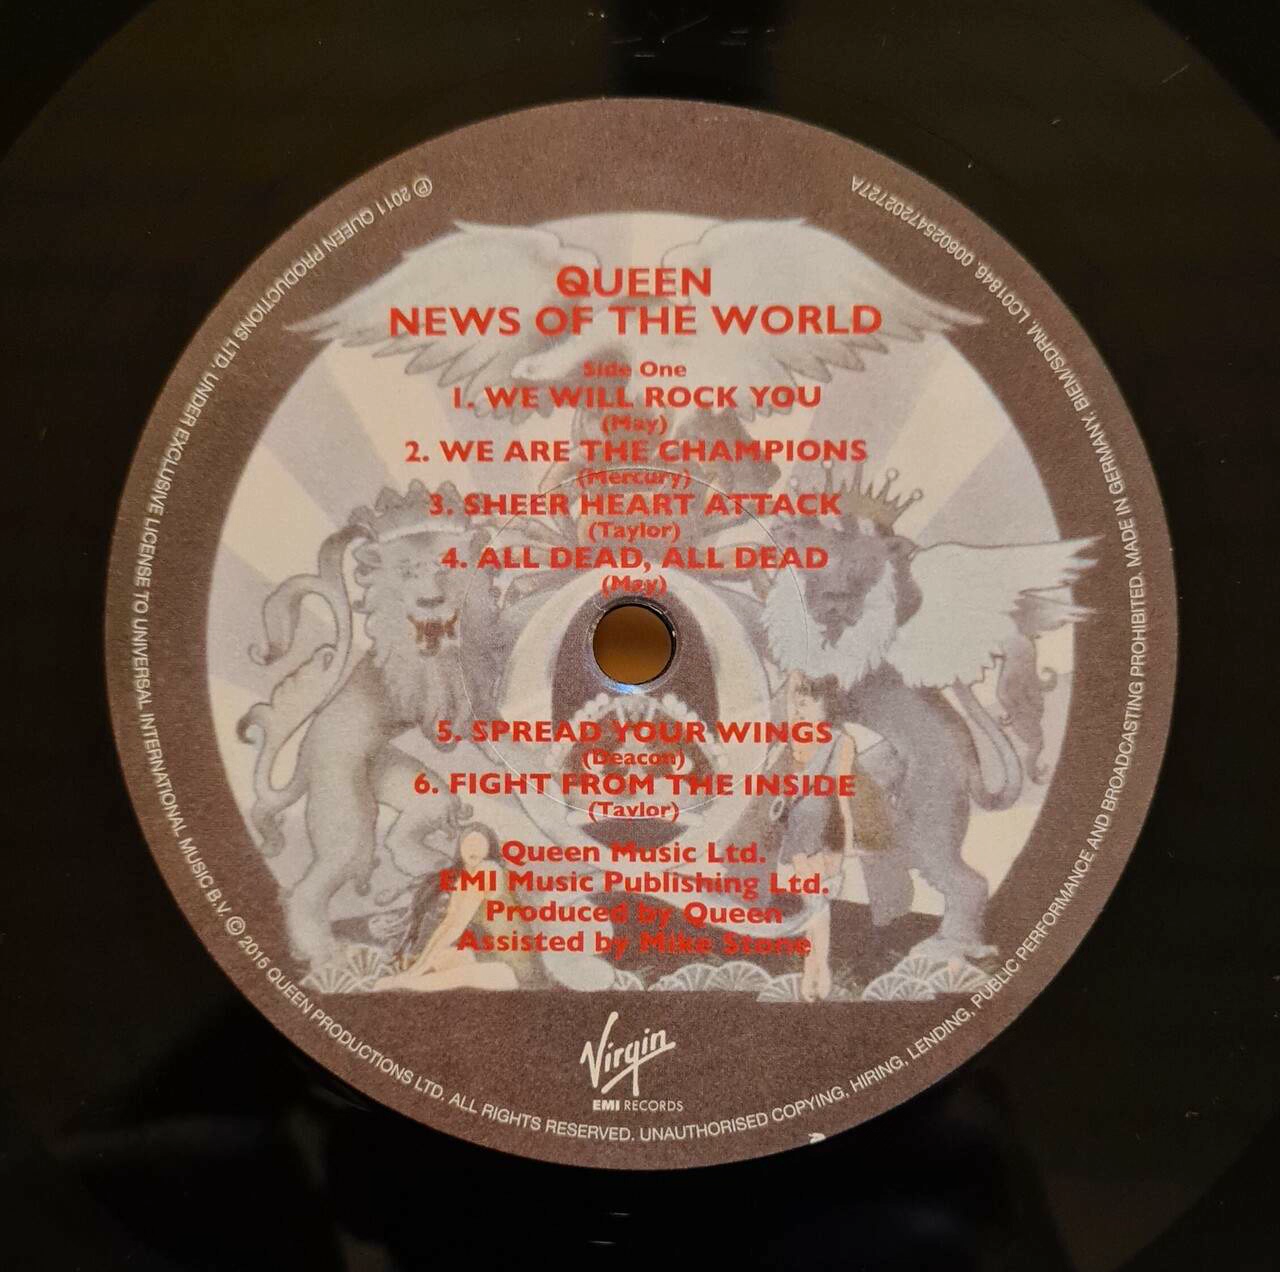 QUEEN
NEWS OF THE WORLD
Side One
1. WE WILL ROCK YOU
(May)
2. WE ARE THE CHAMPIONS
(Mercury)
3. SHEER HEART ATTACK
(Taylor)
4. ALL DEAD, ALL DEAD
(May)
5. SPREAD YOUR WINGS
(Deacon)
6. FIGHT FROM THE INSIDE
(Taylor)
Queen Music Ltd.
EMI Music Publishing Ltd.
Produced by Queen
Assisted by Mike Stone
Virgin
EMI RECORDS
℗ 2011 QUEEN PRODUCTIONS LTD. UNDER EXCLUSIVE LICENSE TO UNIVERSAL INTERNATIONAL MUSIC B.V. © 2015 QUEEN PRODUCTIONS LTD. ALL RIGHTS RESERVED. UNAUTHORISED COPYING, HIRING, LENDING, PUBLIC PERFORMANCE AND BROADCASTING PROHIBITED. MADE IN GERMANY, BIEM/SDRM LC01846. 00602547202727A